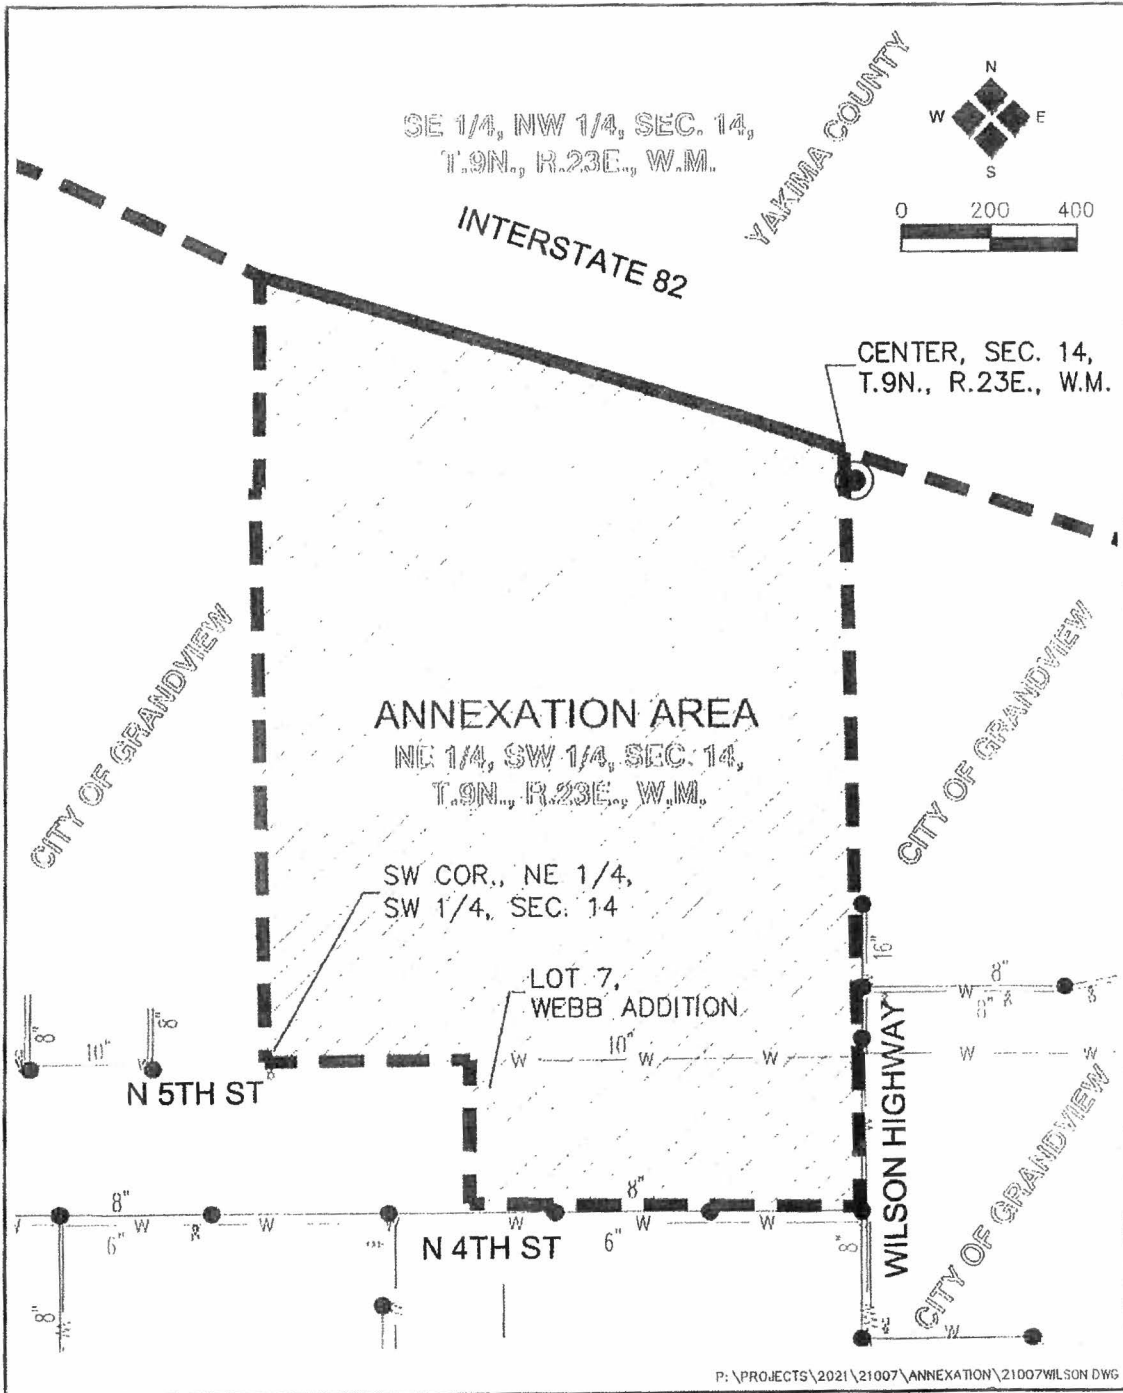 N
W
E
S
SE 1/4, NW 1/4, SEC. 14,
T.9N., R.23E., W.M.
YAKIMA COUNTY
0 200 400
INTERSTATE 82
CENTER, SEC. 14,
T.9N., R.23E., W.M.
CITY OF GRANDVIEW
ANNEXATION AREA
NE 1/4, SW 1/4, SEC. 14,
T.9N., R.23E., W.M.
CITY OF GRANDVIEW
SW COR., NE 1/4,
SW 1/4, SEC. 14
LOT 7,
WEBB ADDITION
16"
8"
W
8"
8"
8"
10"
W
W
10"
W
W
W
W
N 5TH ST
WILSON HIGHWAY
CITY OF GRANDVIEW
8"
8"
W
W
W
W
W
W
6"
N 4TH ST
6"
8"
8"
W
P:\PROJECTS\2021\21007\ANNEXATION\21007WILSON DWG